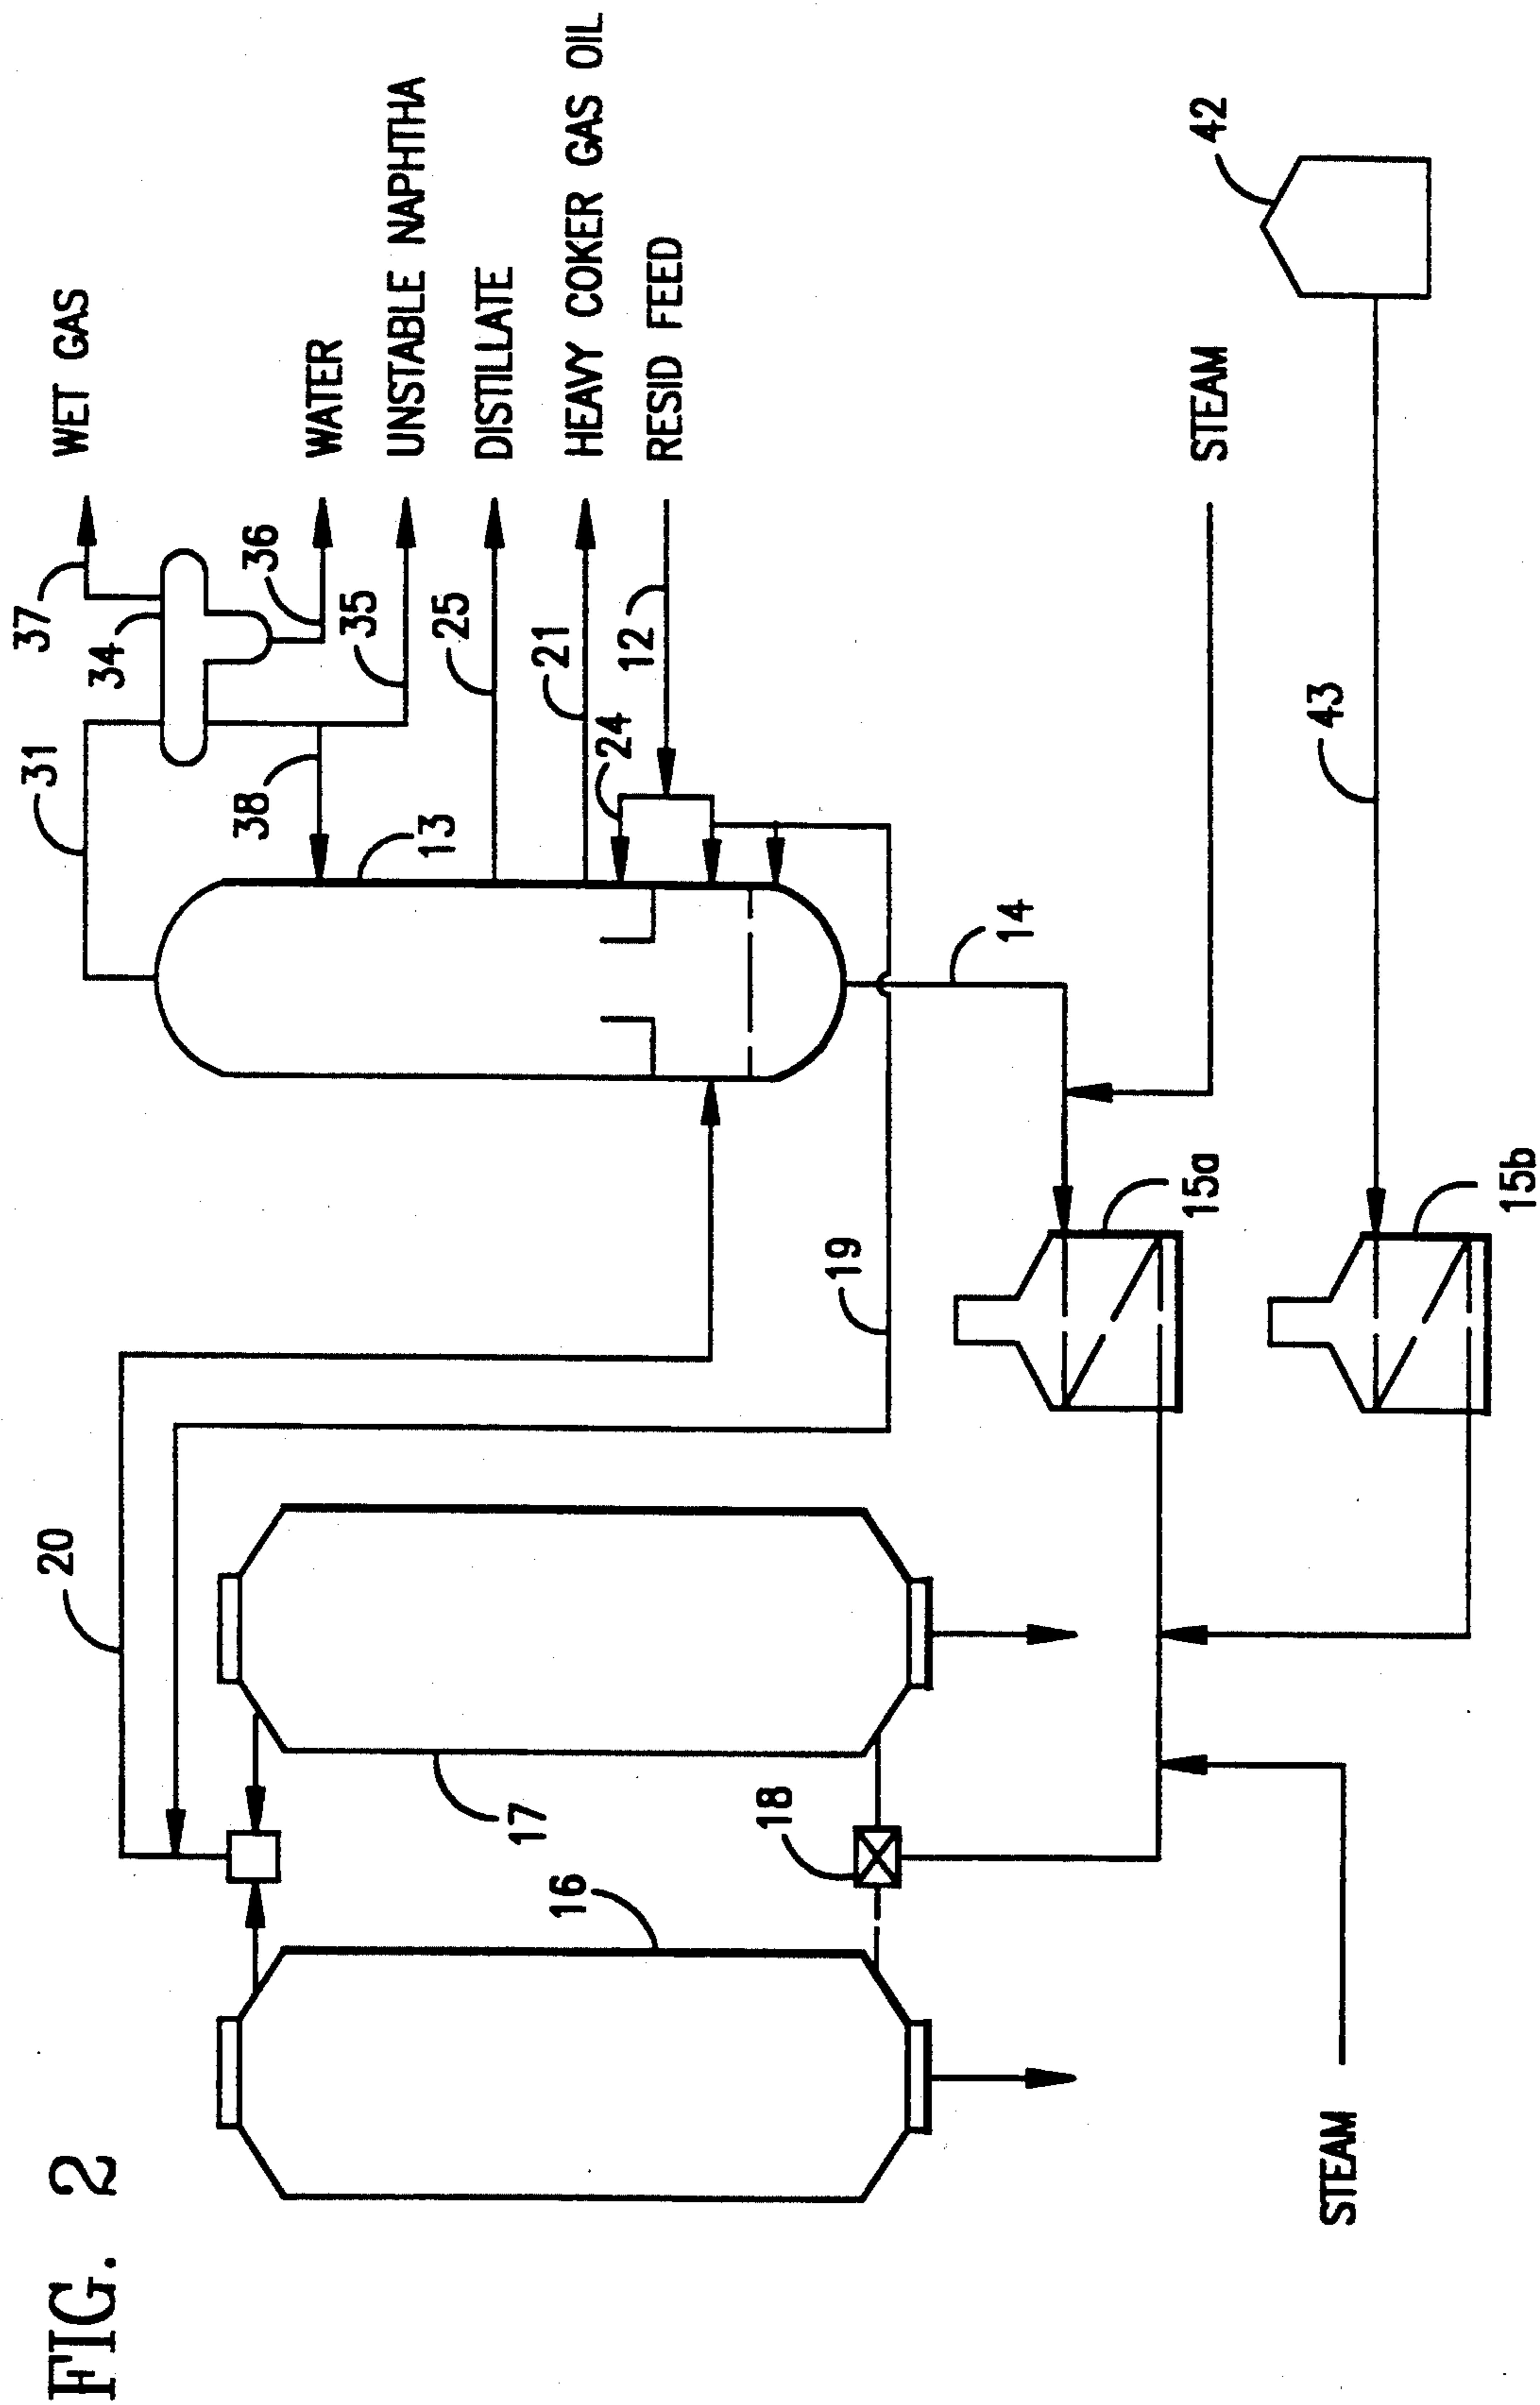 FIG. 2
37
WET GAS
34
31
36
WATER
38
35
UNSTABLE NAPHTHA
13
25
DISTILLATE
21
HEAVY COKER GAS OIL
24
12
RESID FEED
20
19
14
17
18
16
STEAM
15a
42
43
15b
STEAM